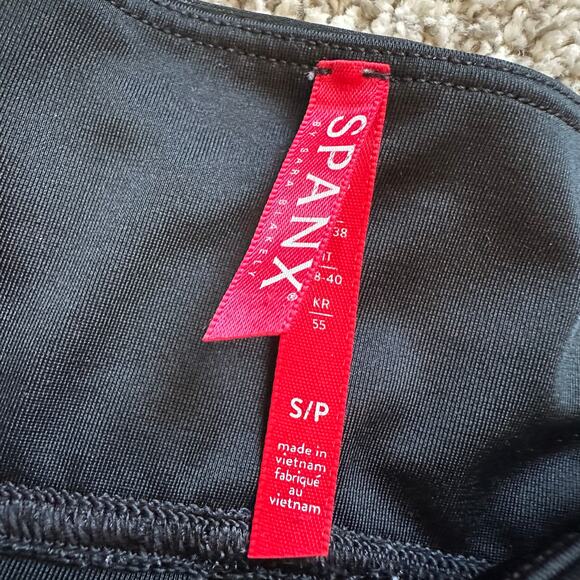 SPANX®
BY SARA BLAKELY
38
IT
8-40
KR
55
S/P
made in
vietnam
fabriqué
au
vietnam